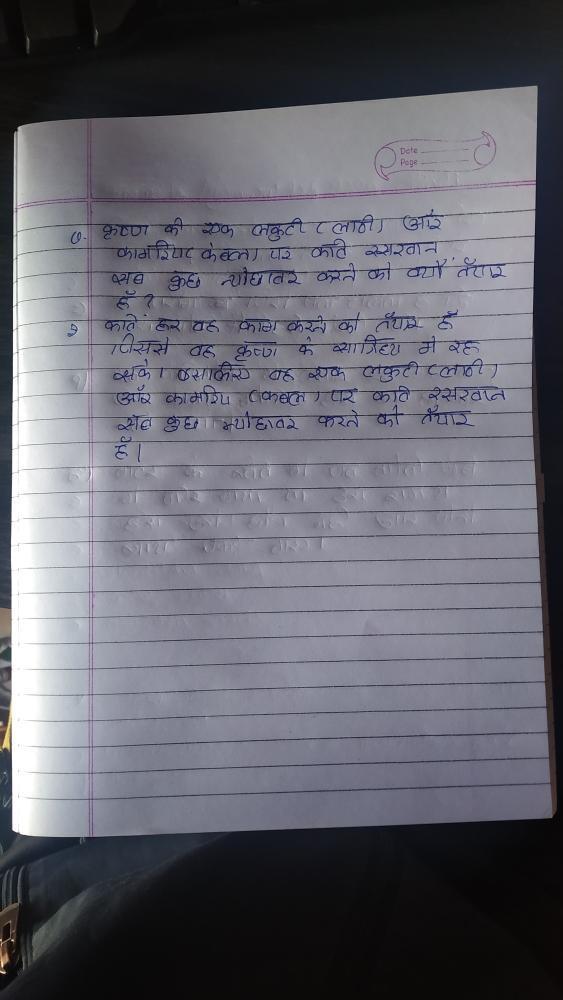 Date
Page
कृष्ण की एक लकुटी (लाठी) और
कामरिया (कंबल) पर कवि रसखान
सब कुछ न्योछावर करने को क्यों तैयार
हैं ?
कवि हर वह काम करने को तैयार हैं
जिससे वह कृष्ण के सानिध्य में रह
सके। इसलिए वह एक लकुटी (लाठी)
और कामरिया (कंबल) पर कवि रसखान
सब कुछ न्योछावर करने को तैयार
हैं।